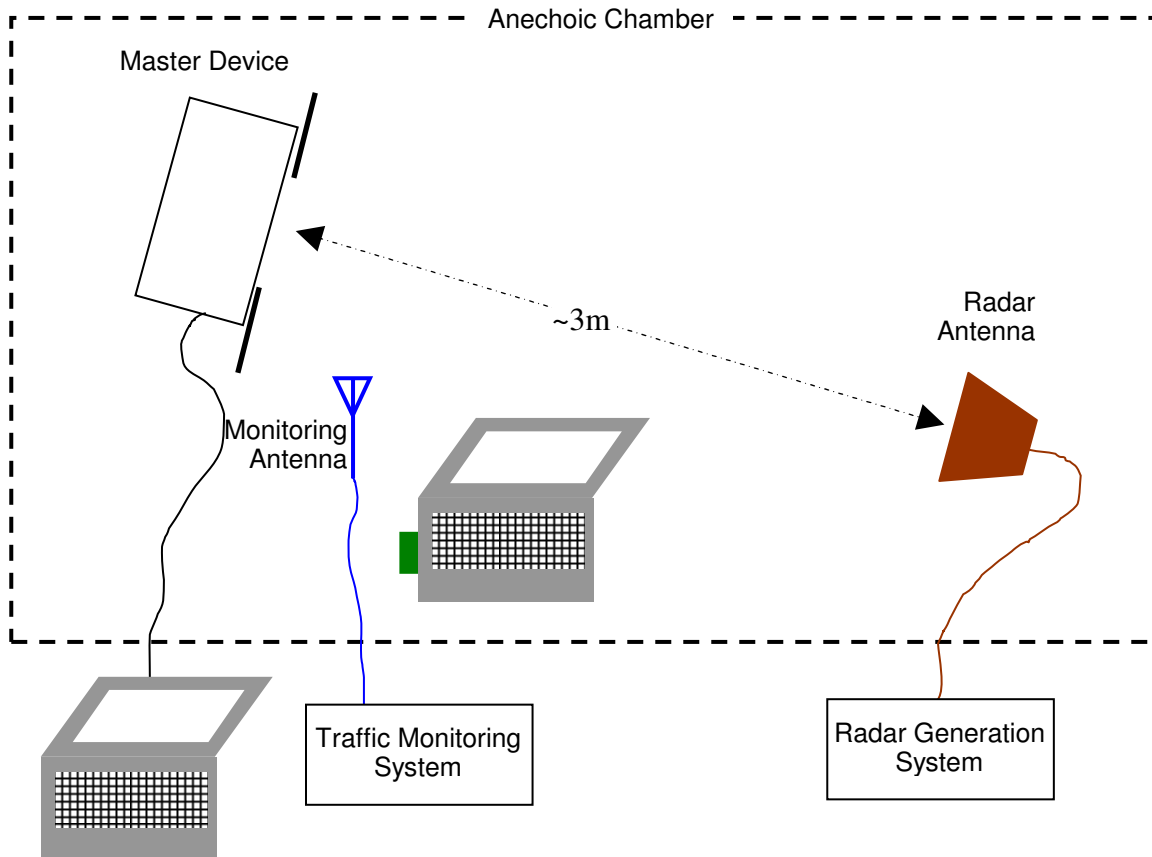 Anechoic Chamber
Master Device
~3m
Radar
Antenna
Monitoring
Antenna
Traffic Monitoring
System
Radar Generation
System